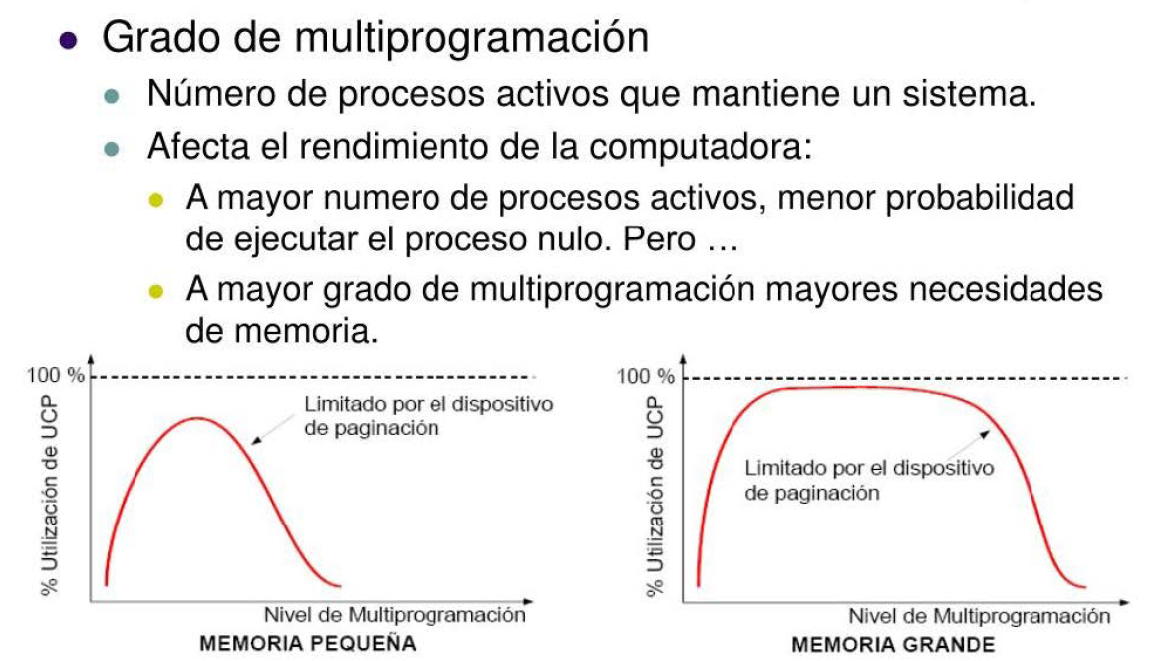 Grado de multiprogramación
Número de procesos activos que mantiene un sistema.
Afecta el rendimiento de la computadora:
A mayor numero de procesos activos, menor probabilidad
de ejecutar el proceso nulo. Pero ...
A mayor grado de multiprogramación mayores necesidades
de memoria.
100 %
Limitado por el dispositivo
de paginación
% Utilización de UCP
Nivel de Multiprogramación
MEMORIA PEQUEÑA
100 %
Limitado por el dispositivo
de paginación
% Utilización de UCP
Nivel de Multiprogramación
MEMORIA GRANDE